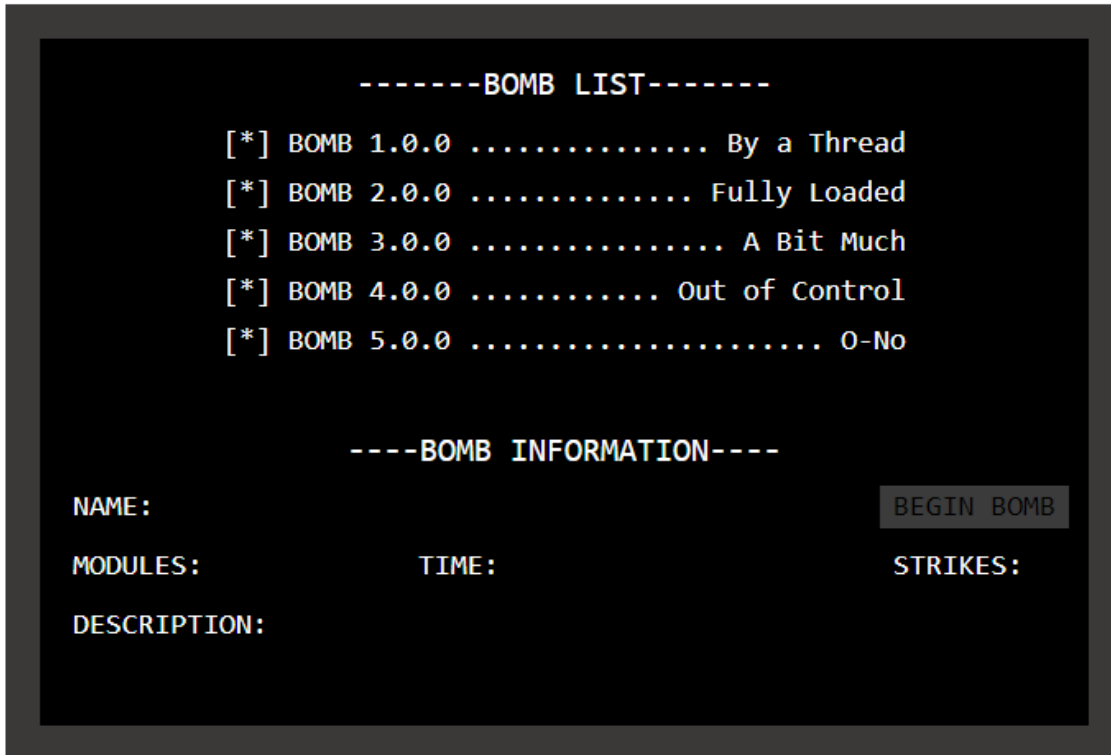 -------BOMB LIST-------
[*] BOMB 1.0.0 ............... By a Thread
[*] BOMB 2.0.0 .............. Fully Loaded
[*] BOMB 3.0.0 ................ A Bit Much
[*] BOMB 4.0.0 ............ Out of Control
[*] BOMB 5.0.0 ...................... O-No
----BOMB INFORMATION----
NAME: BEGIN BOMB
MODULES: TIME: STRIKES:
DESCRIPTION: